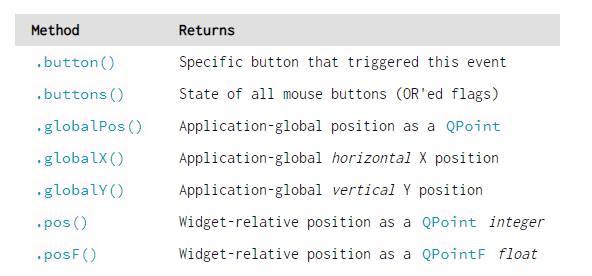 Method Returns
.button() Specific button that triggered this event
.buttons() State of all mouse buttons (OR'ed flags)
.globalPos() Application-global position as a QPoint
.globalX() Application-global horizontal X position
.globalY() Application-global vertical Y position
.pos() Widget-relative position as a QPoint integer
.posF() Widget-relative position as a QPointF float